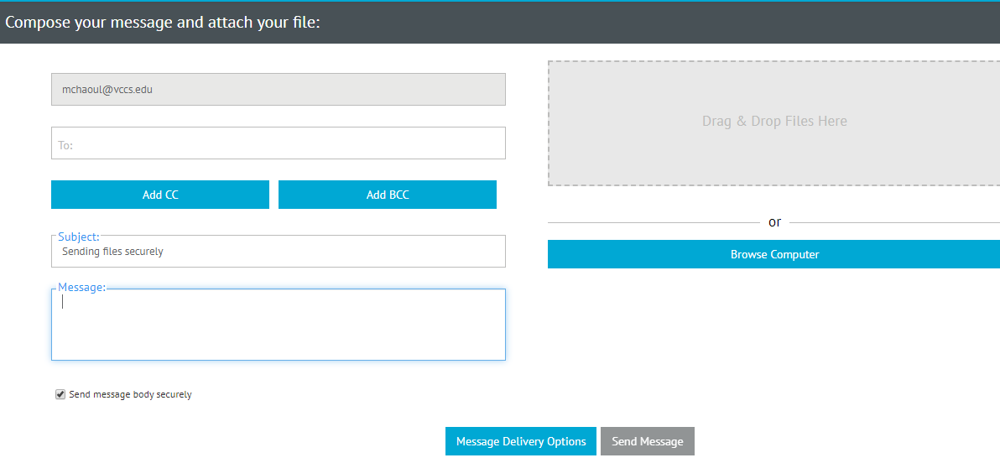 Compose your message and attach your file:
mchaoul@vccs.edu
To:
Add CC
Add BCC
Subject:
Sending files securely
Message:
Send message body securely
Drag & Drop Files Here
or
Browse Computer
Message Delivery Options
Send Message